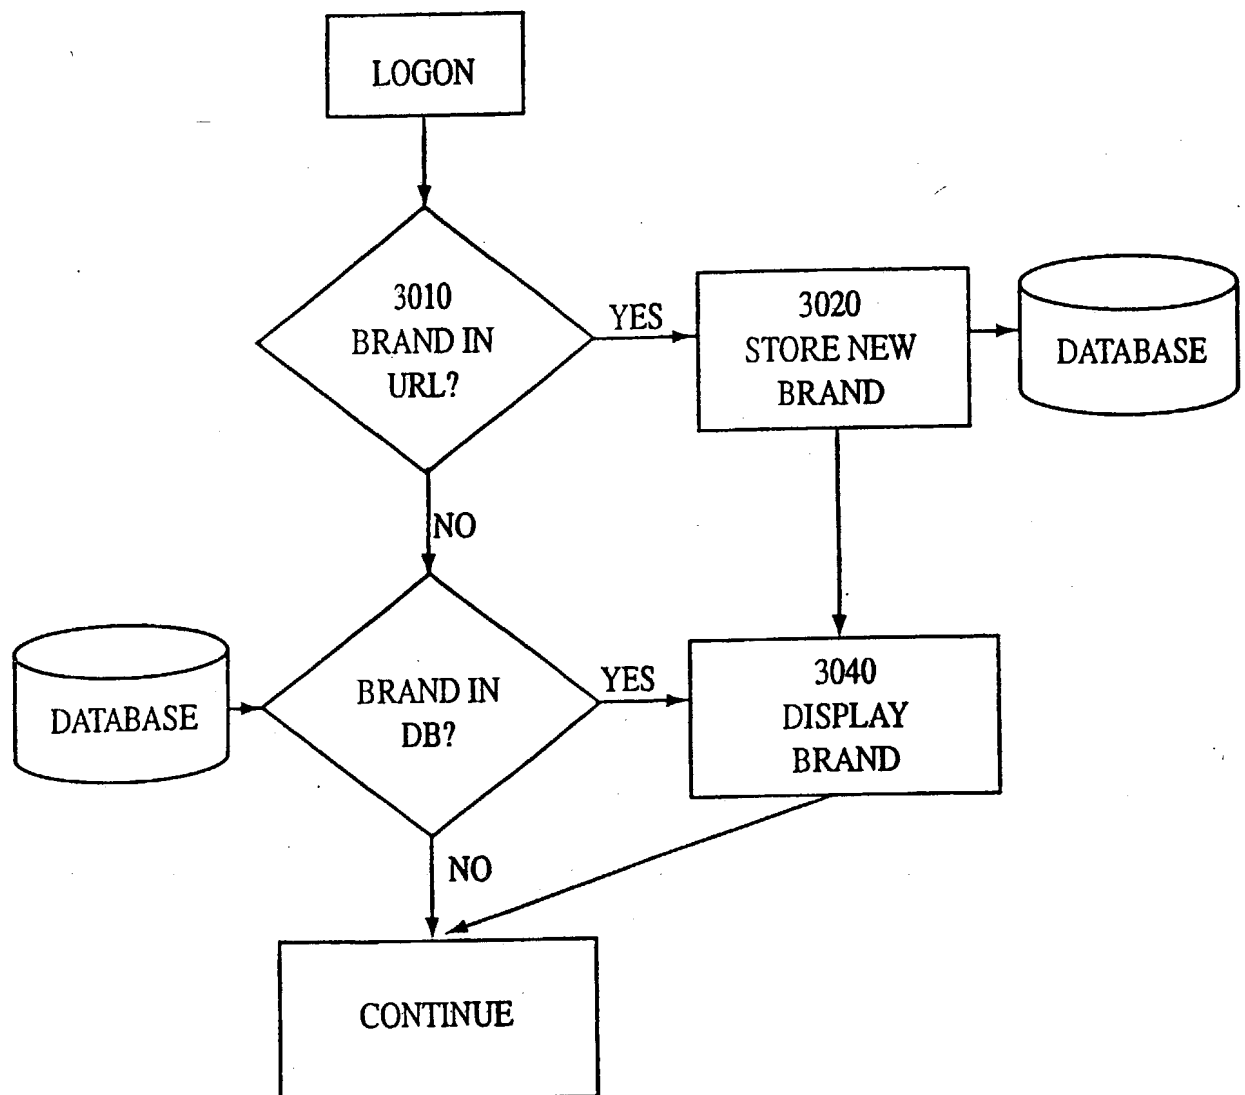 LOGON
3010
BRAND IN
URL?
YES
3020
STORE NEW
BRAND
DATABASE
NO
DATABASE
BRAND IN
DB?
YES
3040
DISPLAY
BRAND
NO
CONTINUE